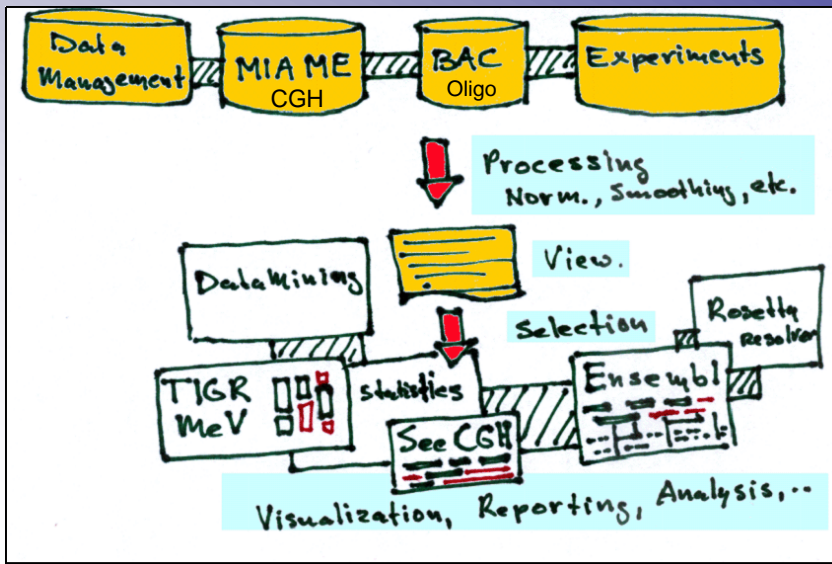 Data
Management
MIAME
CGH
BAC
Oligo
Experiments
Processing
Norm., Smoothing, etc.
View.
DataMining
Selection
Rosetta
Resolver
TIGR
MeV
Statistics
See CGH
Ensembl
Visualization, Reporting, Analysis, ..